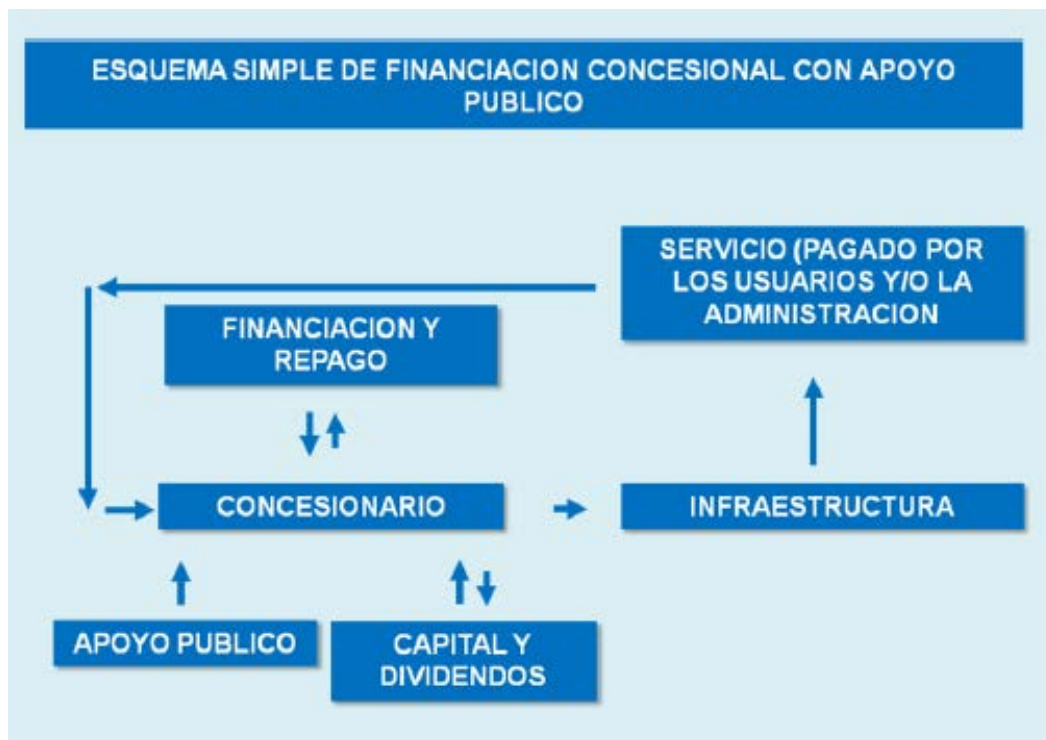 ESQUEMA SIMPLE DE FINANCIACION CONCESIONAL CON APOYO
PUBLICO
SERVICIO (PAGADO POR
LOS USUARIOS Y/O LA
ADMINISTRACION
FINANCIACION Y
REPAGO
CONCESIONARIO
INFRAESTRUCTURA
APOYO PUBLICO
CAPITAL Y
DIVIDENDOS